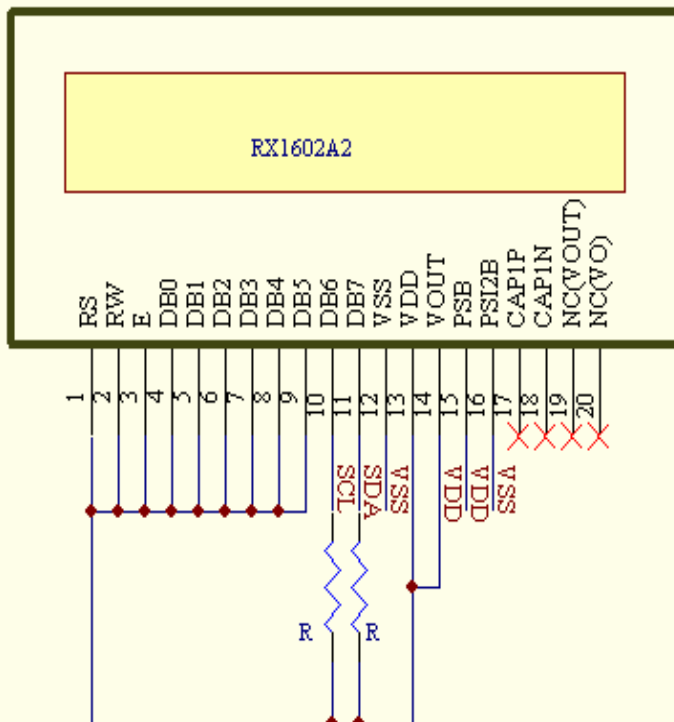 RX1602A2
RS
RW
E
DB0
DB1
DB2
DB3
DB4
DB5
DB6
DB7
VSS
VDD
VOUT
PSB
PSI2B
CAP1P
CAP1N
NC(VOUT)
NC(VO)
1
2
3
4
5
6
7
8
9
10
11
12
13
14
15
16
17
18
19
20
SCL
SDA
VSS
VDD
VDD
VSS
R
R